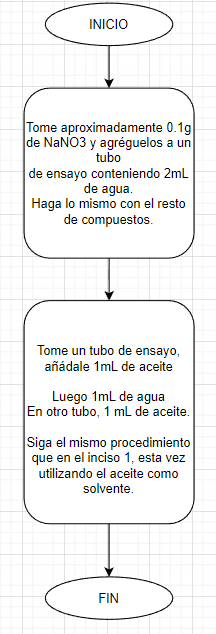 INICIO
Tome aproximadamente 0.1g
de NaNO3 y agréguelos a un
tubo
de ensayo conteniendo 2mL
de agua.
Haga lo mismo con el resto
de compuestos.
Tome un tubo de ensayo,
añádale 1mL de aceite
Luego 1mL de agua
En otro tubo, 1 mL de aceite.
Siga el mismo procedimiento
que en el inciso 1, esta vez
utilizando el aceite como
solvente.
FIN